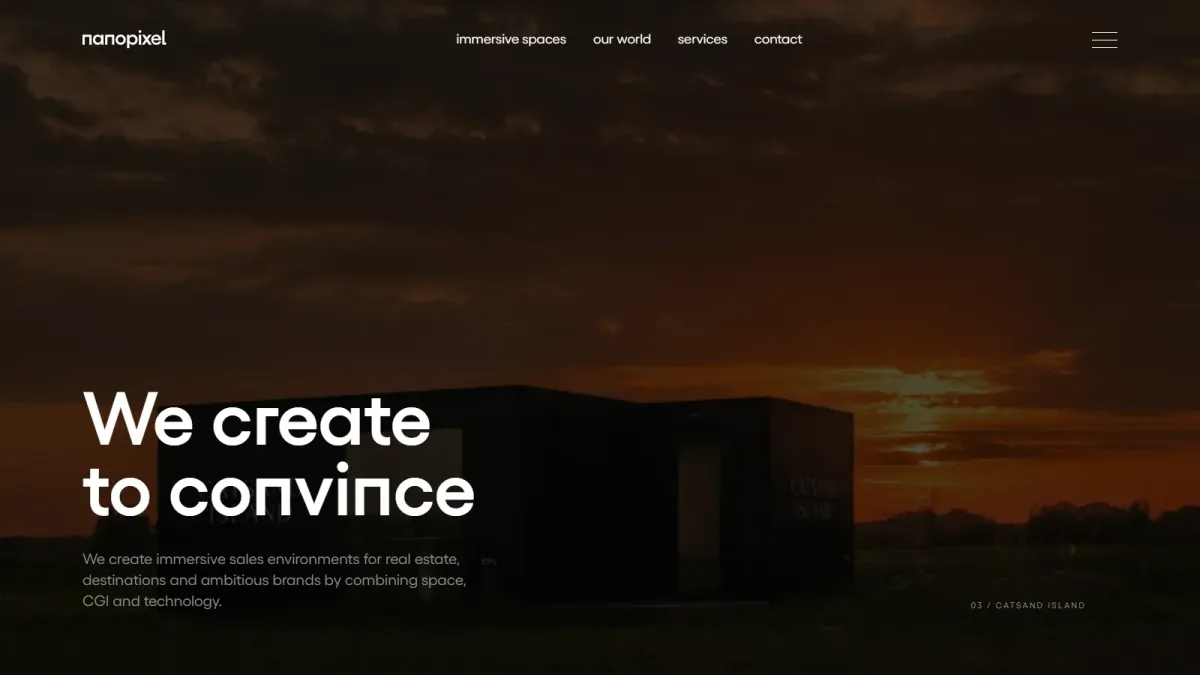 nanopixel
immersive spaces our world services contact
We create
to convince
We create immersive sales environments for real estate,
destinations and ambitious brands by combining space,
CGI and technology.
03 / CATSAND ISLAND
ISLAND